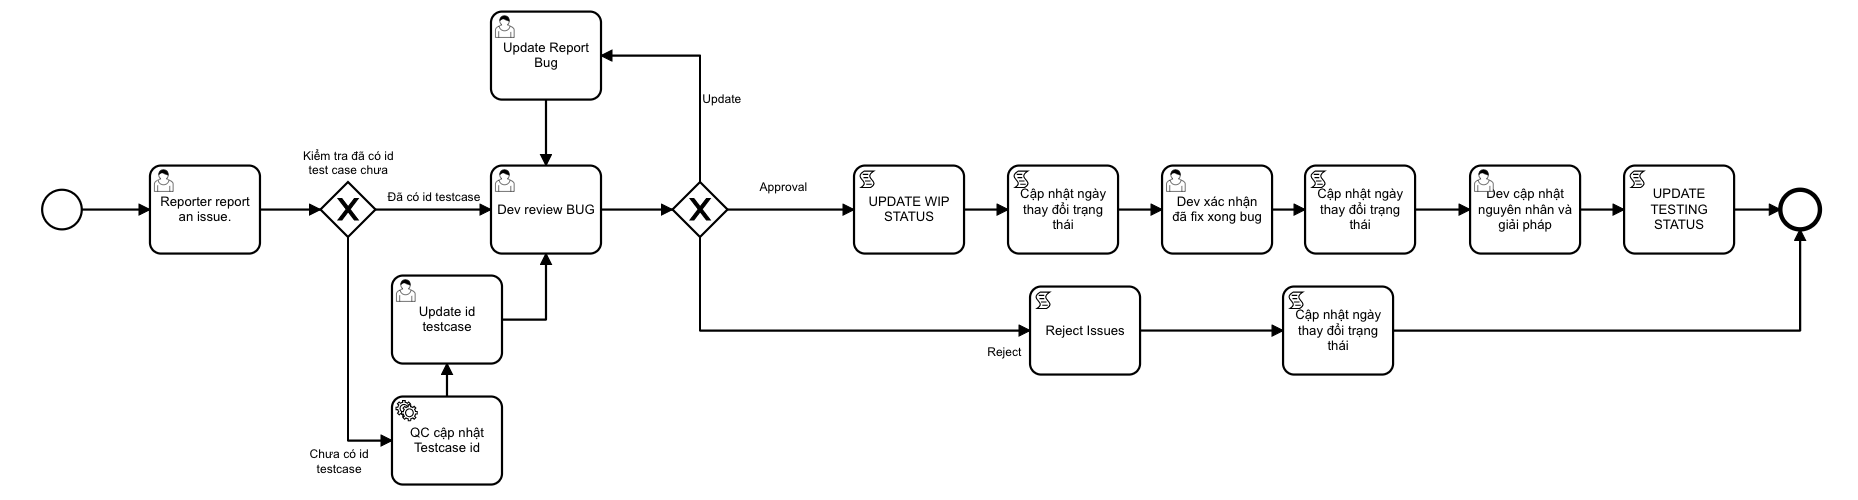 Update Report
Bug
Update
Kiểm tra đã có id
test case chưa
Reporter report
an issue.
Đã có id testcase
Dev review BUG
Approval
UPDATE WIP
STATUS
Cập nhật ngày
thay đổi trạng
thái
Dev xác nhận
đã fix xong bug
Cập nhật ngày
thay đổi trạng
thái
Dev cập nhật
nguyên nhân và
giải pháp
UPDATE
TESTING
STATUS
Update id
testcase
Reject
Reject Issues
Cập nhật ngày
thay đổi trạng
thái
Chưa có id
testcase
QC cập nhật
Testcase id